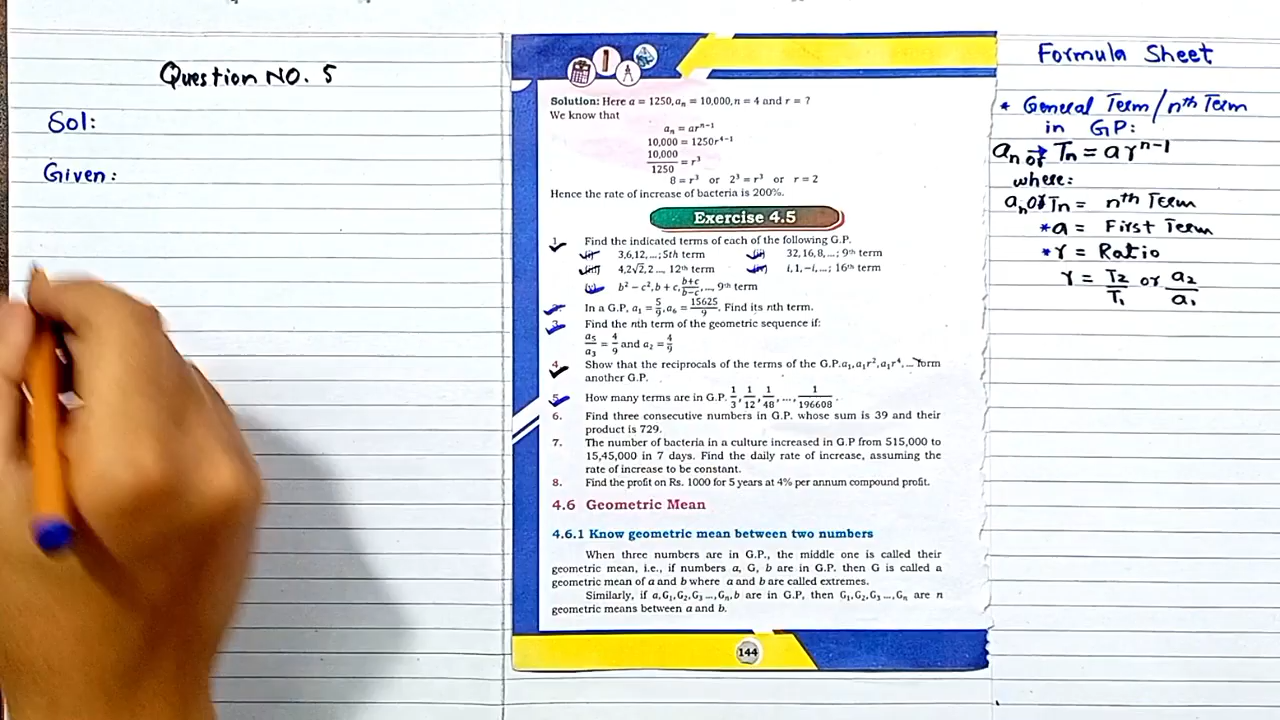 Question NO. 5
Sol:
Given:
Solution: Here a = 1250, aₙ = 10,000, n = 4 and r = ?
We know that
aₙ = arⁿ⁻¹
10,000 = 1250r⁴⁻¹
10,000/1250 = r³
8 = r³ or 2³ = r³ or r = 2
Hence the rate of increase of bacteria is 200%.
Exercise 4.5
1. Find the indicated terms of each of the following G.P.
(i) 3,6,12,...; 5th term (ii) 32,16,8,...; 9th term
(iii) 4,2√2,2 ..., 12th term (iv) i,1,−i,...; 16th term
(v) b² − c², b + c, (b+c)/(b−c), ..., 9th term
2. In a G.P, a₁ = 5/9, a₆ = 15625/9. Find its nth term.
3. Find the nth term of the geometric sequence if:
a₅/a₃ = 4/9 and a₂ = 4/9
4. Show that the reciprocals of the terms of the G.P. a₁, a₁r², a₁r⁴, ... form
another G.P.
5. How many terms are in G.P. 1/3, 1/12, 1/48, ..., 1/196608.
6. Find three consecutive numbers in G.P. whose sum is 39 and their
product is 729.
7. The number of bacteria in a culture increased in G.P from 515,000 to
15,45,000 in 7 days. Find the daily rate of increase, assuming the
rate of increase to be constant.
8. Find the profit on Rs. 1000 for 5 years at 4% per annum compound profit.
4.6 Geometric Mean
4.6.1 Know geometric mean between two numbers
When three numbers are in G.P., the middle one is called their
geometric mean, i.e., if numbers a, G, b are in G.P. then G is called a
geometric mean of a and b where a and b are called extremes.
Similarly, if a,G₁,G₂,G₃ ...,Gₙ,b are in G.P, then G₁,G₂,G₃ ...,Gₙ are n
geometric means between a and b.
144
Formula Sheet
* General Term/nth Term
in GP:
aₙ or → Tₙ = arⁿ⁻¹
where:
aₙ or Tₙ = nth Term
* a = First Term
* r = Ratio
r = T₂/T₁ or a₂/a₁